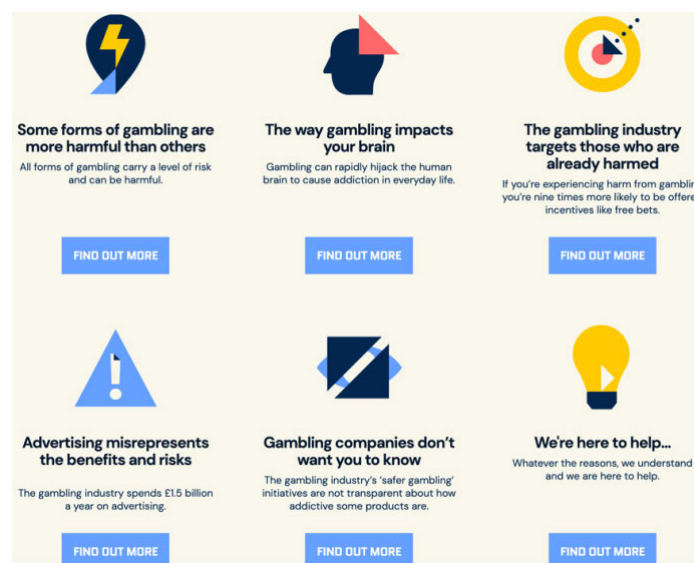 Some forms of gambling are
more harmful than others
All forms of gambling carry a level of risk
and can be harmful.
FIND OUT MORE
The way gambling impacts
your brain
Gambling can rapidly hijack the human
brain to cause addiction in everyday life.
FIND OUT MORE
The gambling industry
targets those who are
already harmed
If you're experiencing harm from
you're nine times more likely to be
incentives like free bets.
FIND OUT MORE
Advertising misrepresents
the benefits and risks
The gambling industry spends £1.5 billion
a year on advertising.
FIND OUT MORE
Gambling companies don't
want you to know
The gambling industry's 'safer gambling'
initiatives are not transparent about how
addictive some products are.
FIND OUT MORE
We're here to help...
Whatever the reasons, we understand
and we are here to help.
FIND OUT MORE